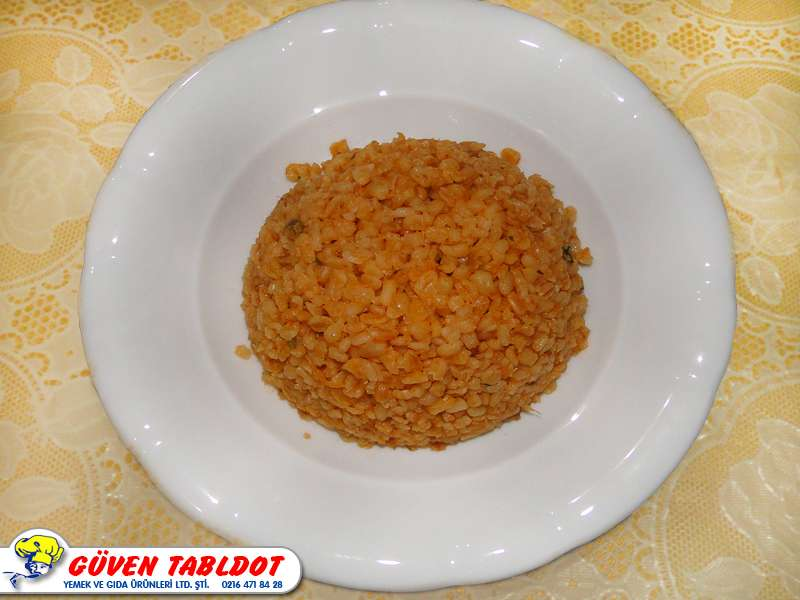 GÜVEN TABLDOT
YEMEK VE GIDA ÜRÜNLERİ LTD. ŞTİ. 0216 471 84 28